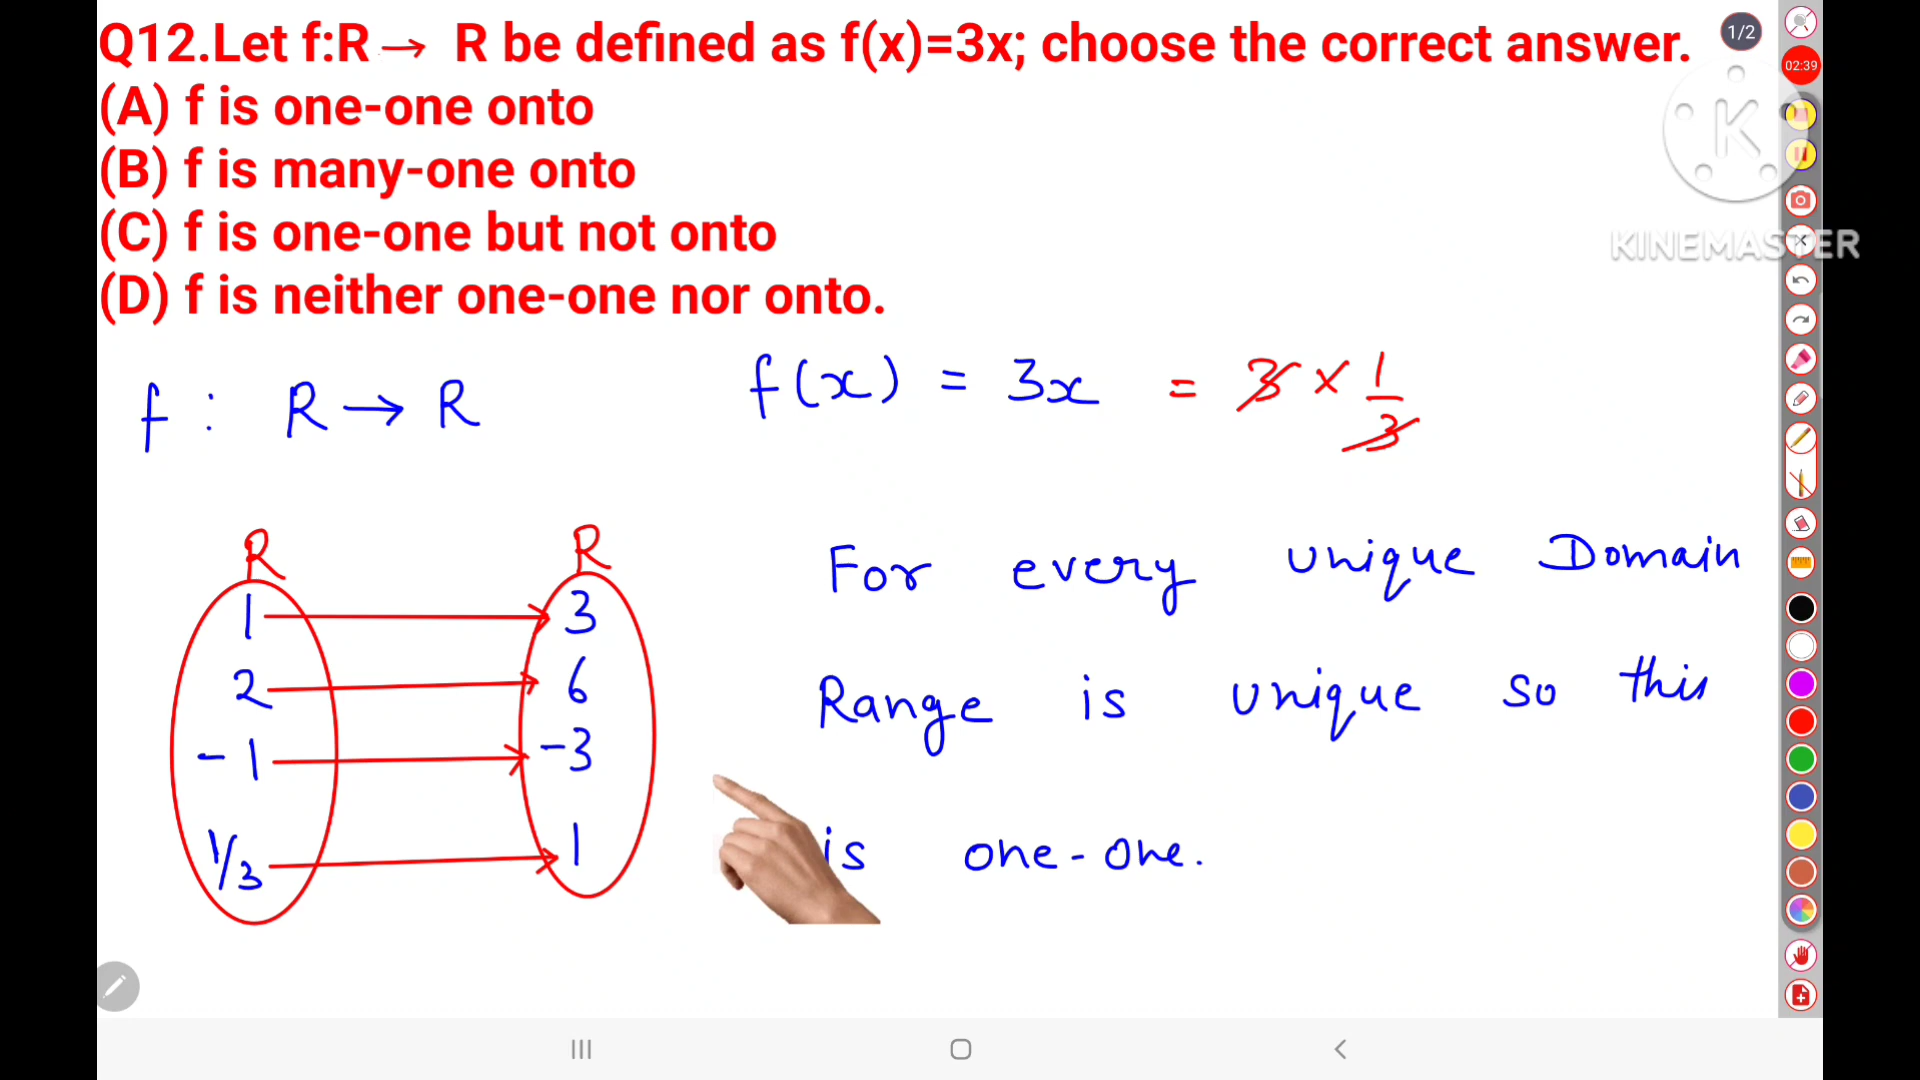 Q12.Let f:R→ R be defined as f(x)=3x; choose the correct answer.
(A) f is one-one onto
(B) f is many-one onto
(C) f is one-one but not onto
(D) f is neither one-one nor onto.
1/2
02:39
K
KINEMASTER
f : R → R
f(x) = 3x = 3 × 1/3
R R
1 3
2 6
-1 -3
1/3 1
For every unique Domain
Range is unique so this
is one-one.